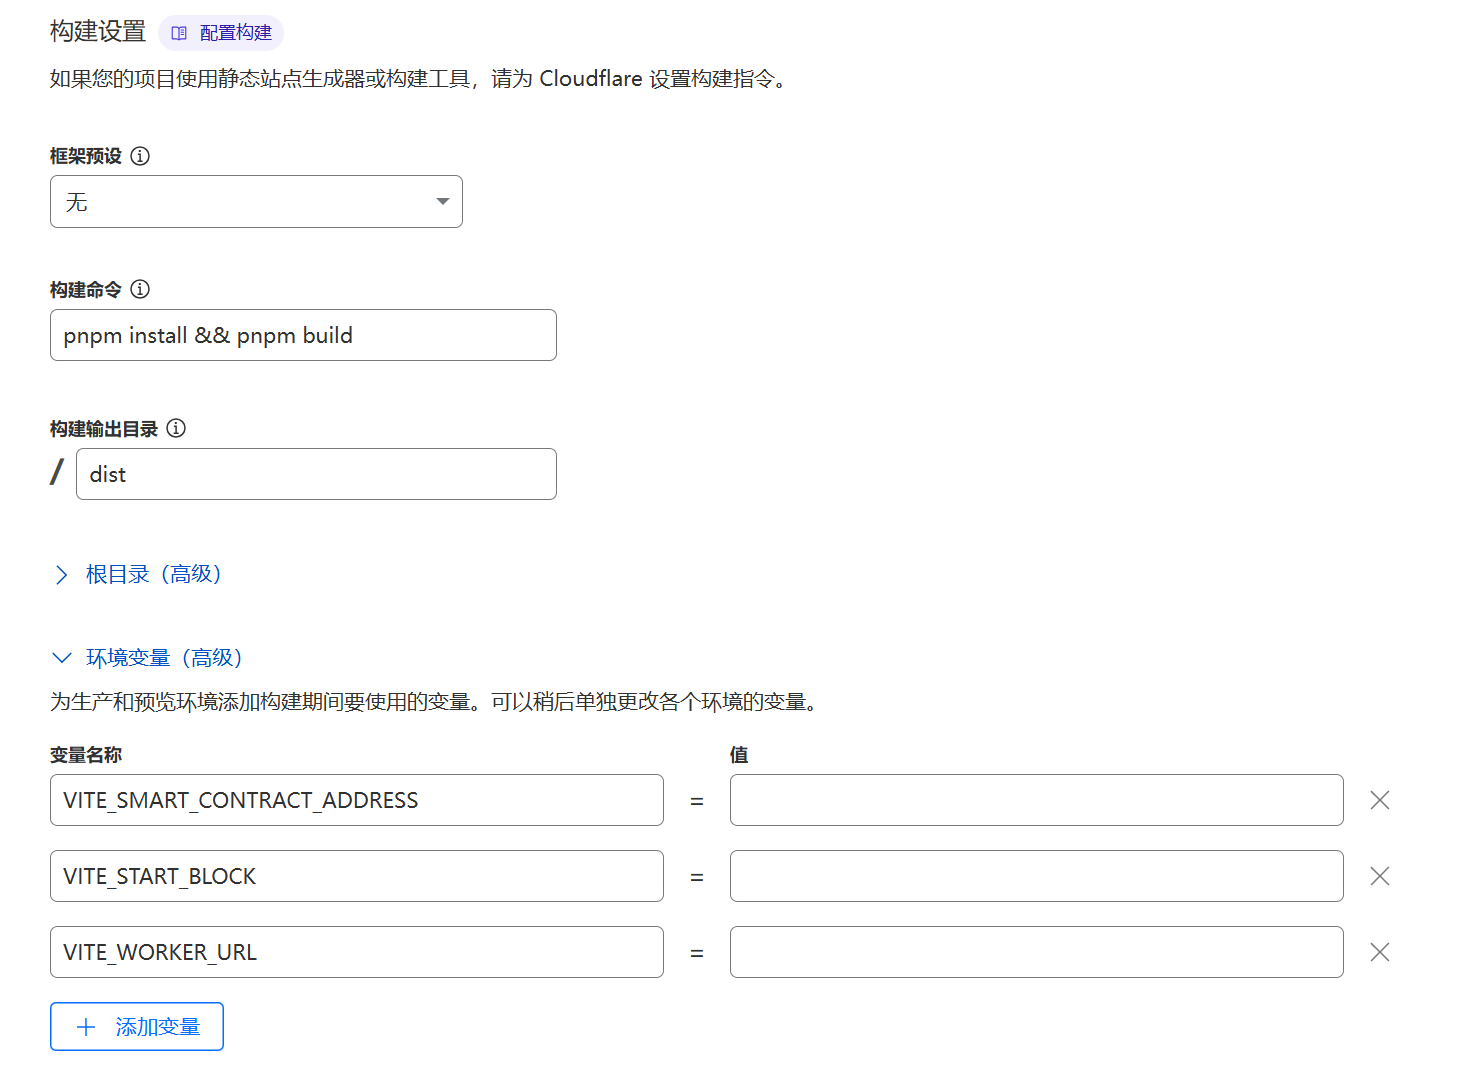 构建设置 配置构建
如果您的项目使用静态站点生成器或构建工具，请为 Cloudflare 设置构建指令。
框架预设
无
构建命令
pnpm install && pnpm build
构建输出目录
/ dist
根目录（高级）
环境变量（高级）
为生产和预览环境添加构建期间要使用的变量。可以稍后单独更改各个环境的变量。
变量名称 值
VITE_SMART_CONTRACT_ADDRESS =
VITE_START_BLOCK =
VITE_WORKER_URL =
添加变量